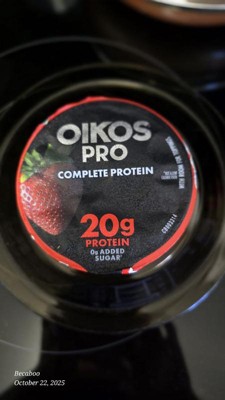 OIKOS
PRO
COMPLETE PROTEIN
20g
PROTEIN
0g ADDED
SUGAR
Becaboo
October 22, 2025